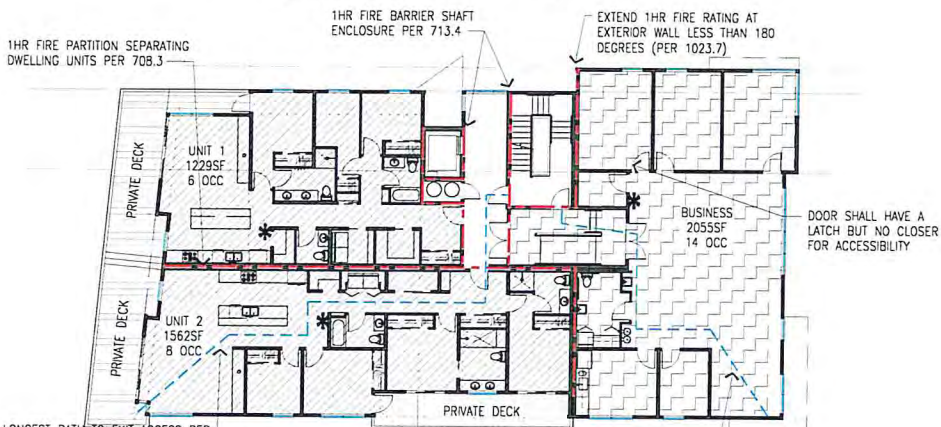 1HR FIRE BARRIER SHAFT
ENCLOSURE PER 713.4
EXTEND 1HR FIRE RATING AT
EXTERIOR WALL LESS THAN 180
DEGREES (PER 1023.7)
1HR FIRE PARTITION SEPARATING
DWELLING UNITS PER 708.3
PRIVATE DECK
UNIT 1
1229SF
6 OCC
BUSINESS
2055SF
14 OCC
DOOR SHALL HAVE A
LATCH BUT NO CLOSER
FOR ACCESSIBILITY
PRIVATE DECK
UNIT 2
1562SF
8 OCC
PRIVATE DECK